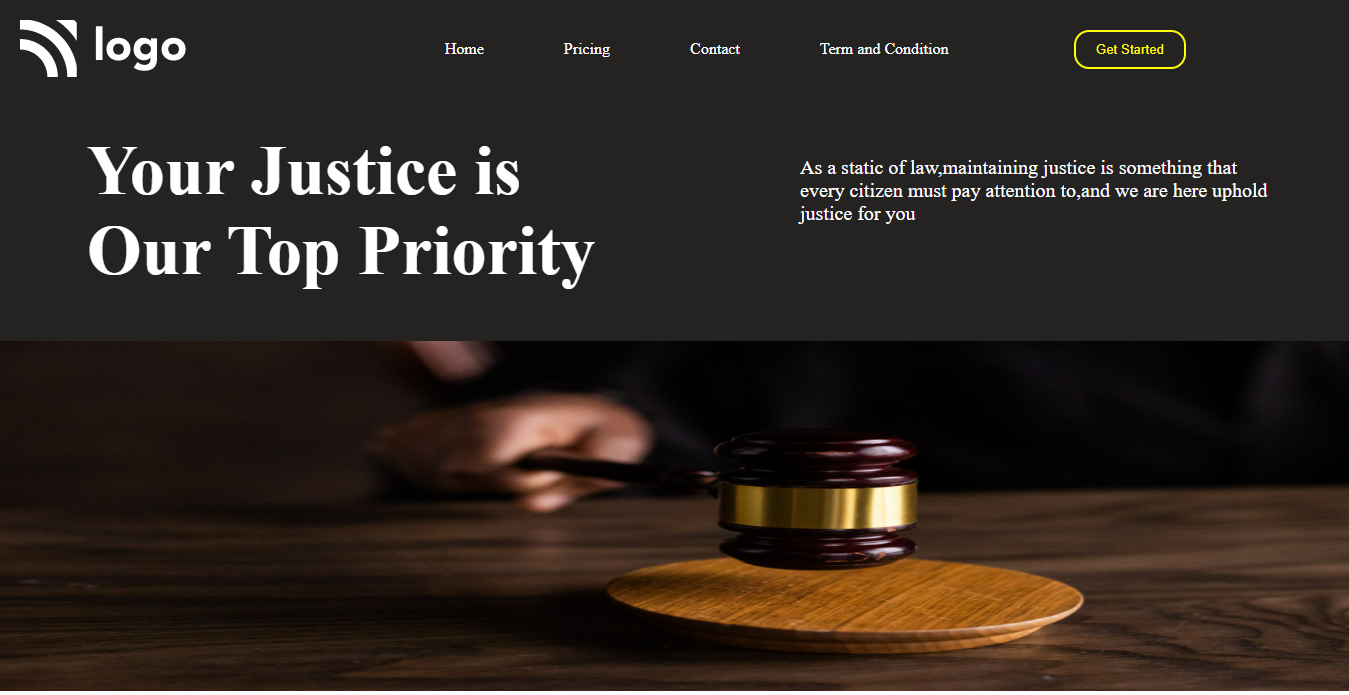 logo
Home
Pricing
Contact
Term and Condition
Get Started
Your Justice is
Our Top Priority
As a static of law,maintaining justice is something that
every citizen must pay attention to,and we are here uphold
justice for you